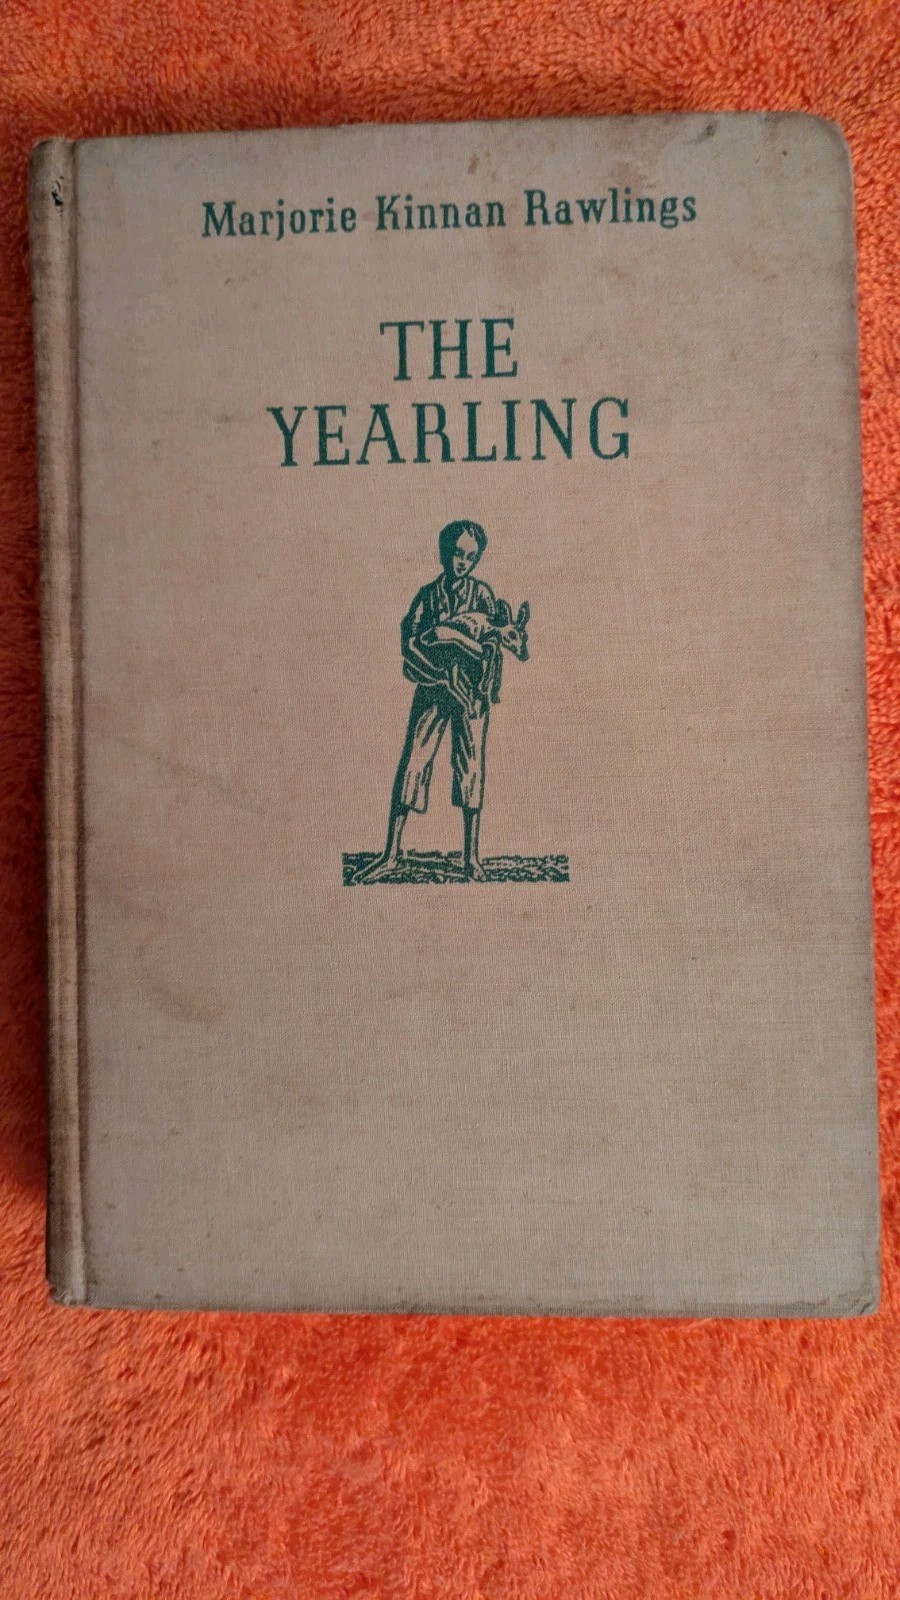 Marjorie Kinnan Rawlings
THE
YEARLING